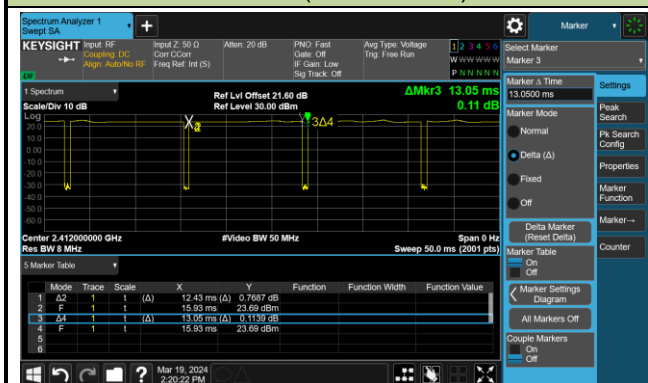 Spectrum Analyzer 1
Swept SA
+
Marker
KEYSIGHT
Input: RF
Coupling: DC
Align: Auto/No RF
Input Z: 50 Ω
Corr CCorr
Freq Ref: Int (S)
Atten: 20 dB
PNO: Fast
Gate: Off
IF Gain: Low
Sig Track: Off
Avg Type: Voltage
Trig: Free Run
1 2 3 4 5 6
W W W W W W
P N N N N N
LW
Select Marker
Marker 3
1 Spectrum
Scale/Div 10 dB
Ref Lvl Offset 21.60 dB
Ref Level 30.00 dBm
ΔMkr3 13.05 ms
0.11 dB
Log
20.0
10.0
0.00
-10.0
-20.0
-30.0
-40.0
-50.0
-60.0
3Δ4
Center 2.412000000 GHz
Res BW 8 MHz
#Video BW 50 MHz
Span 0 Hz
Sweep 50.0 ms (2001 pts)
5 Marker Table
Mode Trace Scale X Y Function Function Width Function Value
1 Δ2 1 t (Δ) 12.43 ms (Δ) 0.7687 dB
2 F 1 t 15.93 ms 23.69 dBm
3 Δ4 1 t (Δ) 13.05 ms (Δ) 0.1139 dB
4 F 1 t 15.93 ms 23.69 dBm
5
6
Marker Δ Time
13.0500 ms
Marker Mode
Normal
Delta (Δ)
Fixed
Off
Delta Marker
(Reset Delta)
Marker Table
On
Off
Marker Settings
Diagram
All Markers Off
Couple Markers
On
Off
Settings
Peak
Search
Pk Search
Config
Properties
Marker
Function
Marker→
Counter
?
Mar 19, 2024
2:20:22 PM